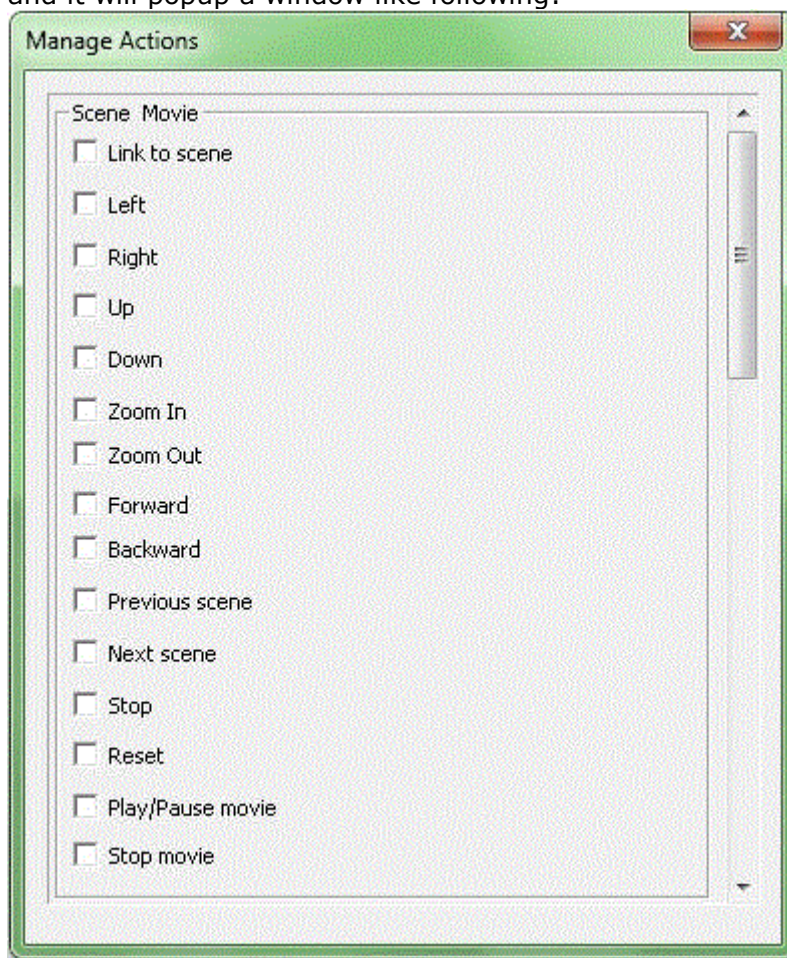 and it will popup a window like following:
Manage Actions
Scene Movie
Link to scene
Left
Right
Up
Down
Zoom In
Zoom Out
Forward
Backward
Previous scene
Next scene
Stop
Reset
Play/Pause movie
Stop movie